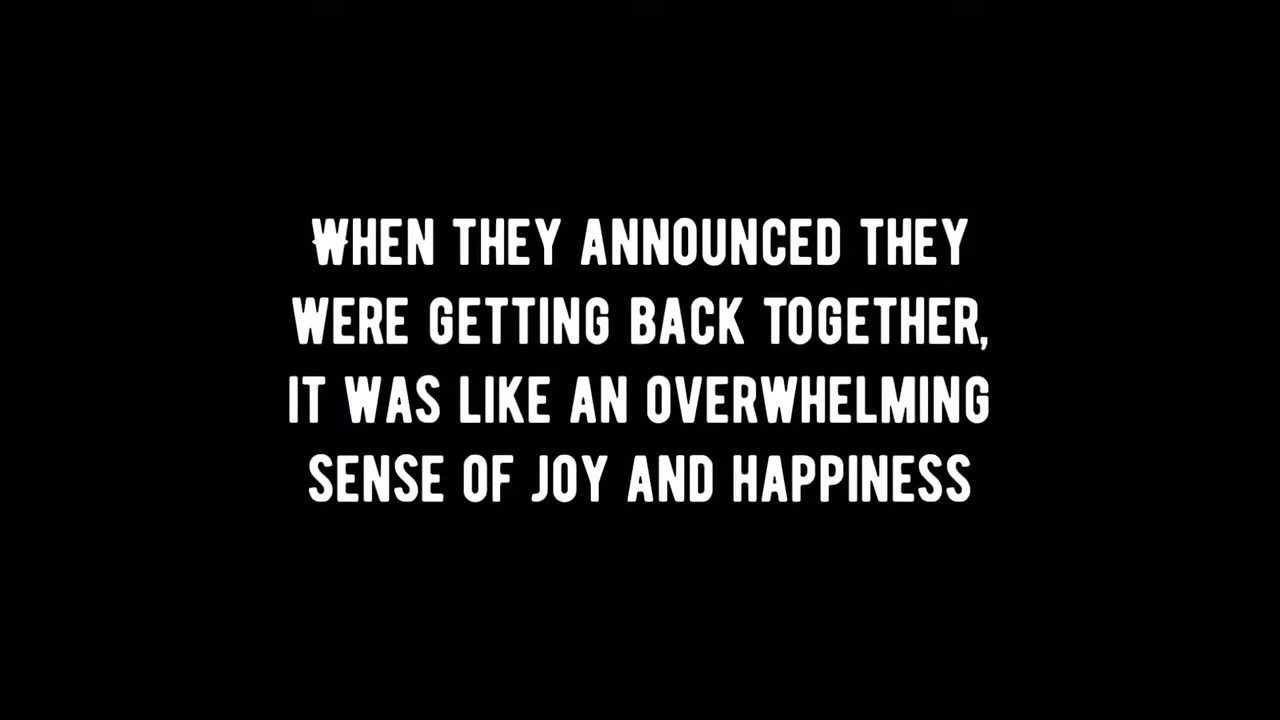 WHEN THEY ANNOUNCED THEY
WERE GETTING BACK TOGETHER,
IT WAS LIKE AN OVERWHELMING
SENSE OF JOY AND HAPPINESS